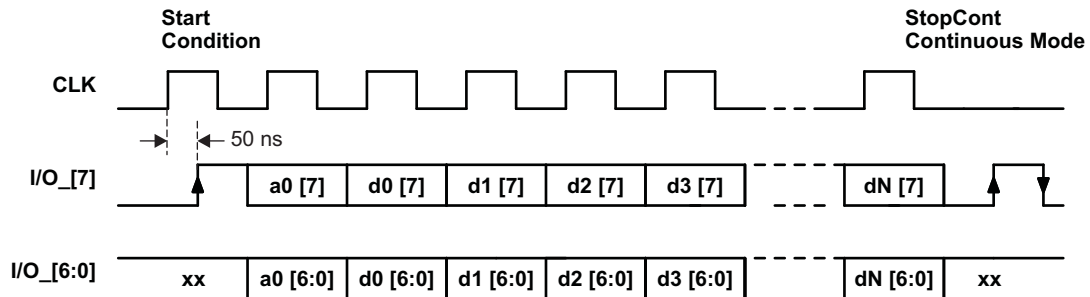 Start
Condition
StopCont
Continuous Mode
CLK
50 ns
I/O_[7]
a0 [7] d0 [7] d1 [7] d2 [7] d3 [7] dN [7]
I/O_[6:0]
xx a0 [6:0] d0 [6:0] d1 [6:0] d2 [6:0] d3 [6:0] dN [6:0] xx